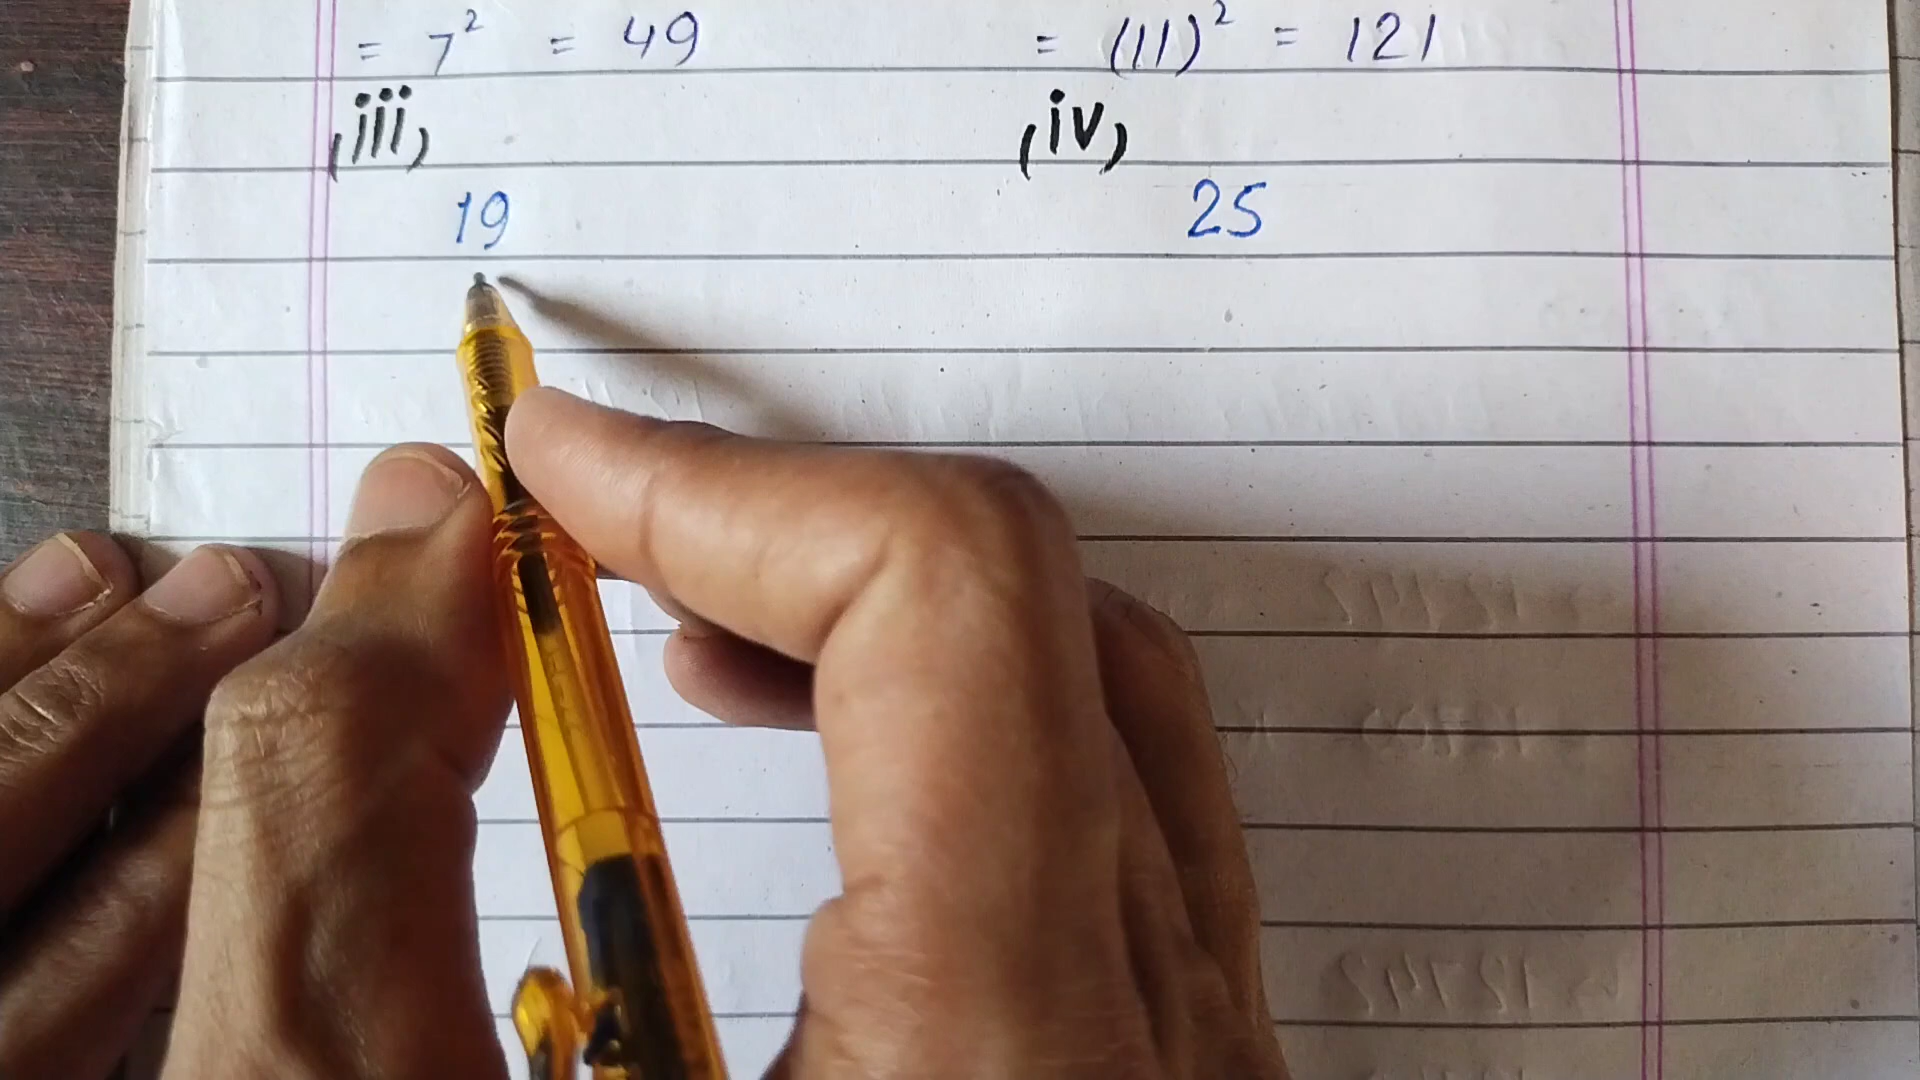 = 7² = 49
= (11)² = 121
(iii)
(iv)
19
25